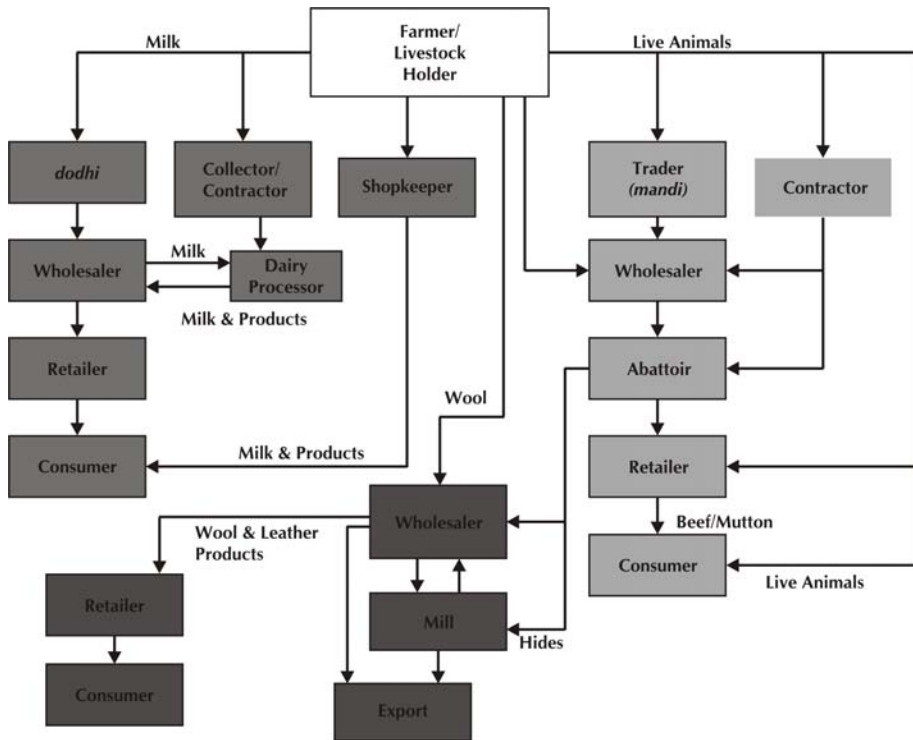 Farmer/
Livestock
Holder
Milk
Live Animals
dodhi
Collector/
Contractor
Shopkeeper
Trader
(mandi)
Contractor
Wholesaler
Milk
Dairy
Processor
Wholesaler
Milk & Products
Retailer
Abattoir
Wool
Consumer
Milk & Products
Retailer
Wholesaler
Beef/Mutton
Wool & Leather
Products
Consumer
Live Animals
Retailer
Mill
Hides
Consumer
Export